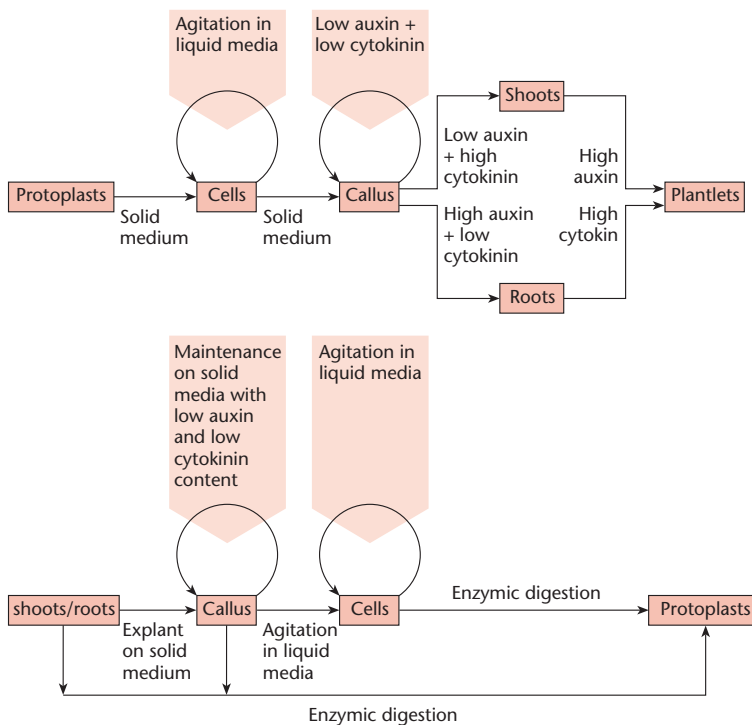 Agitation in
liquid media
Low auxin +
low cytokinin
Shoots
Low auxin
+ high
cytokinin
High
auxin
Protoplasts
Cells
Callus
Plantlets
Solid
medium
Solid
medium
High auxin
+ low
cytokinin
High
cytokin
Roots
Maintenance
on solid
media with
low auxin
and low
cytokinin
content
Agitation in
liquid media
shoots/roots
Callus
Cells
Enzymic digestion
Protoplasts
Explant
on solid
medium
Agitation
in liquid
media
Enzymic digestion